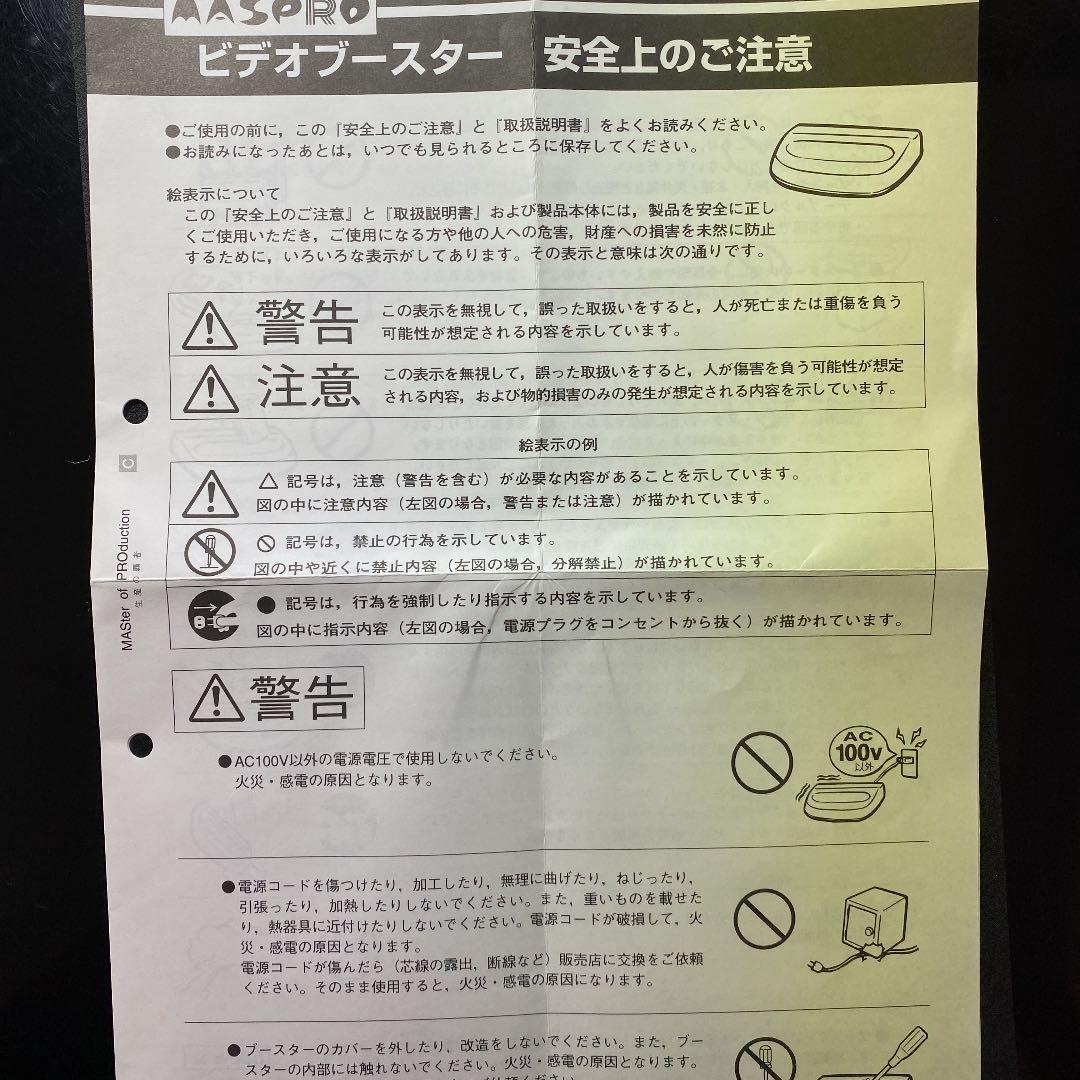 MASPRO
ビデオブースター 安全上のご注意
●ご使用の前に，この『安全上のご注意』と『取扱説明書』をよくお読みください。
●お読みになったあとは，いつでも見られるところに保存してください。
絵表示について
この『安全上のご注意』と『取扱説明書』および製品本体には，製品を安全に正し
くご使用いただき，ご使用になる方や他の人への危害，財産への損害を未然に防止
するために，いろいろな表示がしてあります。その表示と意味は次の通りです。
警告
この表示を無視して，誤った取扱いをすると，人が死亡または重傷を負う
可能性が想定される内容を示しています。
注意
この表示を無視して，誤った取扱いをすると，人が傷害を負う可能性が想定
される内容，および物的損害のみの発生が想定される内容を示しています。
絵表示の例
△ 記号は，注意（警告を含む）が必要な内容があることを示しています。
図の中に注意内容（左図の場合，警告または注意）が描かれています。
記号は，禁止の行為を示しています。
図の中や近くに禁止内容（左図の場合，分解禁止）が描かれています。
● 記号は，行為を強制したり指示する内容を示しています。
図の中に指示内容（左図の場合，電源プラグをコンセントから抜く）が描かれています。
C
MASter of PROduction
生産の覇者
警告
●AC100V以外の電源電圧で使用しないでください。
火災・感電の原因となります。
AC
100V
以外
●電源コードを傷つけたり，加工したり，無理に曲げたり，ねじったり，
引張ったり，加熱したりしないでください。また，重いものを載せた
り，熱器具に近付けたりしないでください。電源コードが破損して，火
災・感電の原因となります。
電源コードが傷んだら（芯線の露出，断線など）販売店に交換をご依頼
ください。そのまま使用すると，火災・感電の原因になります。
●ブースターのカバーを外したり，改造をしないでください。また，ブー
スターの内部には触れないでください。火災・感電の原因となります。